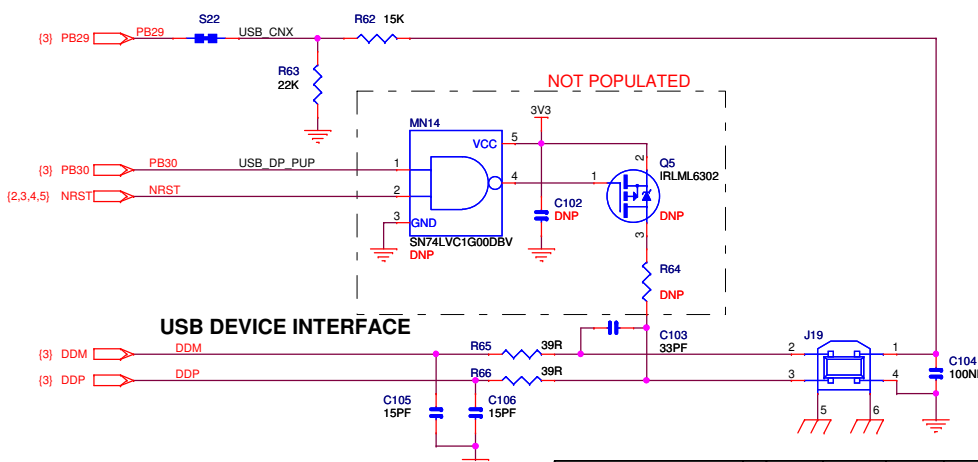 S22
R62 15K
{3} PB29 PB29 USB_CNX
R63
22K
NOT POPULATED
3V3
MN14
VCC 5
2
Q5
IRLML6302
{3} PB30 PB30 USB_DP_PUP 1
4 1
{2,3,4,5} NRST NRST 2
C102
DNP
DNP
3 GND
SN74LVC1G00DBV
DNP
3
R64
DNP
USB DEVICE INTERFACE
C103
33PF
J19
{3} DDM DDM R65 39R 2 1
C104
{3} DDP DDP R66 39R 3 4
C105
15PF
C106
15PF
5 6